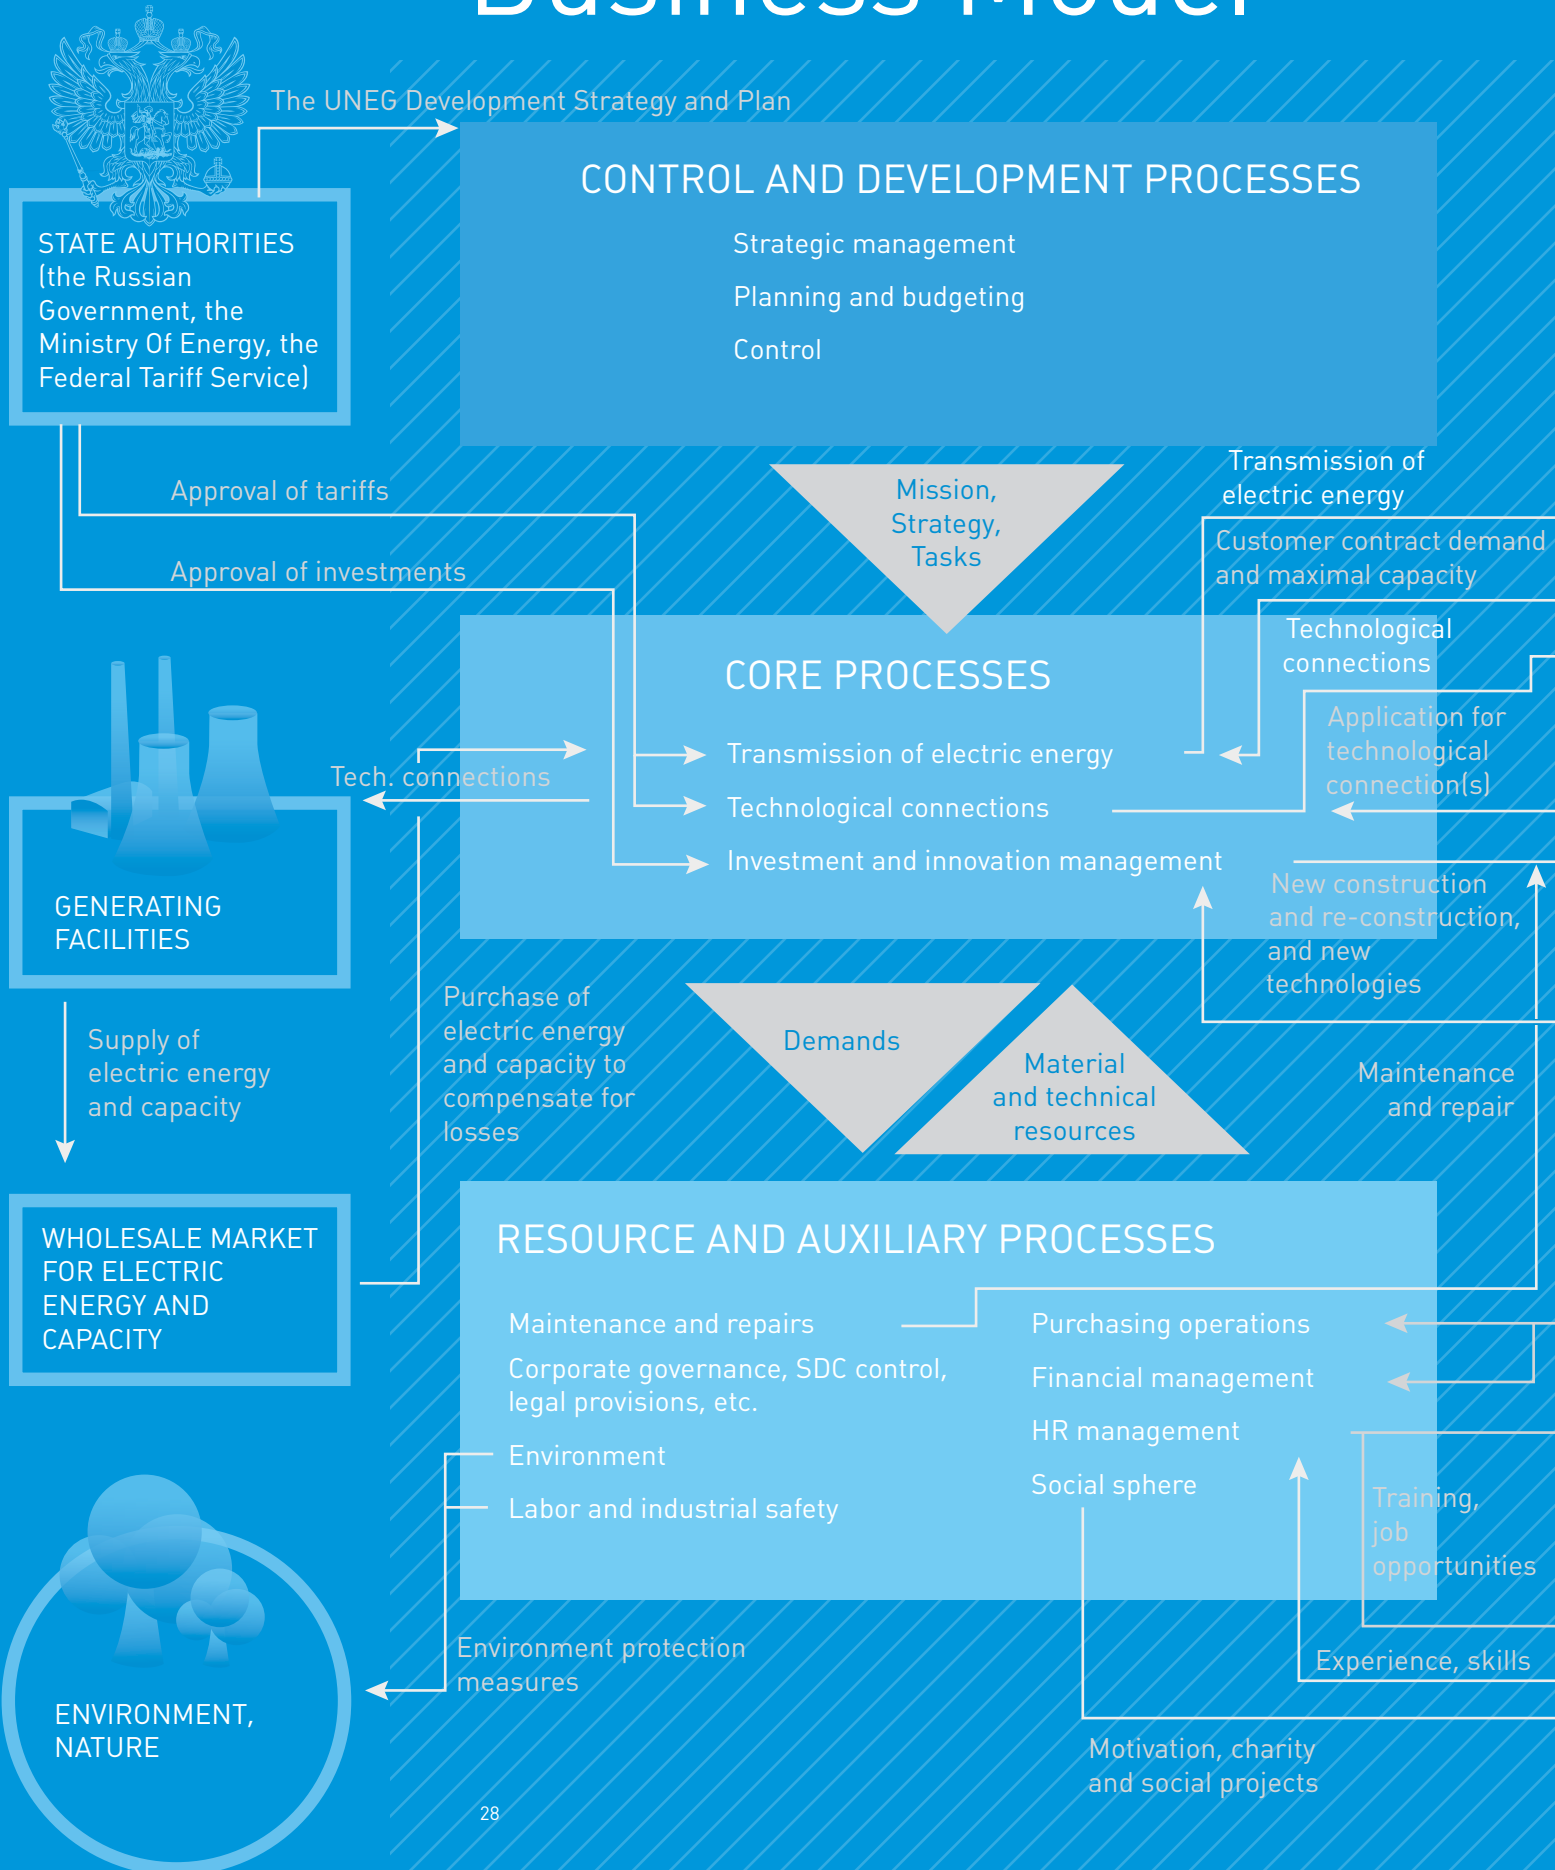 Business Model
The UNEG Development Strategy and Plan
CONTROL AND DEVELOPMENT PROCESSES
Strategic management
Planning and budgeting
Control
STATE AUTHORITIES
(the Russian
Government, the
Ministry Of Energy, the
Federal Tariff Service)
Approval of tariffs
Approval of investments
Mission,
Strategy,
Tasks
Transmission of
electric energy
Customer contract demand
and maximal capacity
Technological
connections
Application for
technological
connection(s)
CORE PROCESSES
Transmission of electric energy
Technological connections
Investment and innovation management
Tech. connections
GENERATING
FACILITIES
New construction
and re-construction,
and new
technologies
Supply of
electric energy
and capacity
Purchase of
electric energy
and capacity to
compensate for
losses
Demands
Material
and technical
resources
Maintenance
and repair
WHOLESALE MARKET
FOR ELECTRIC
ENERGY AND
CAPACITY
RESOURCE AND AUXILIARY PROCESSES
Maintenance and repairs
Corporate governance, SDC control,
legal provisions, etc.
Environment
Labor and industrial safety
Purchasing operations
Financial management
HR management
Social sphere
Training,
job
opportunities
Experience, skills
Environment protection
measures
ENVIRONMENT,
NATURE
Motivation, charity
and social projects
28